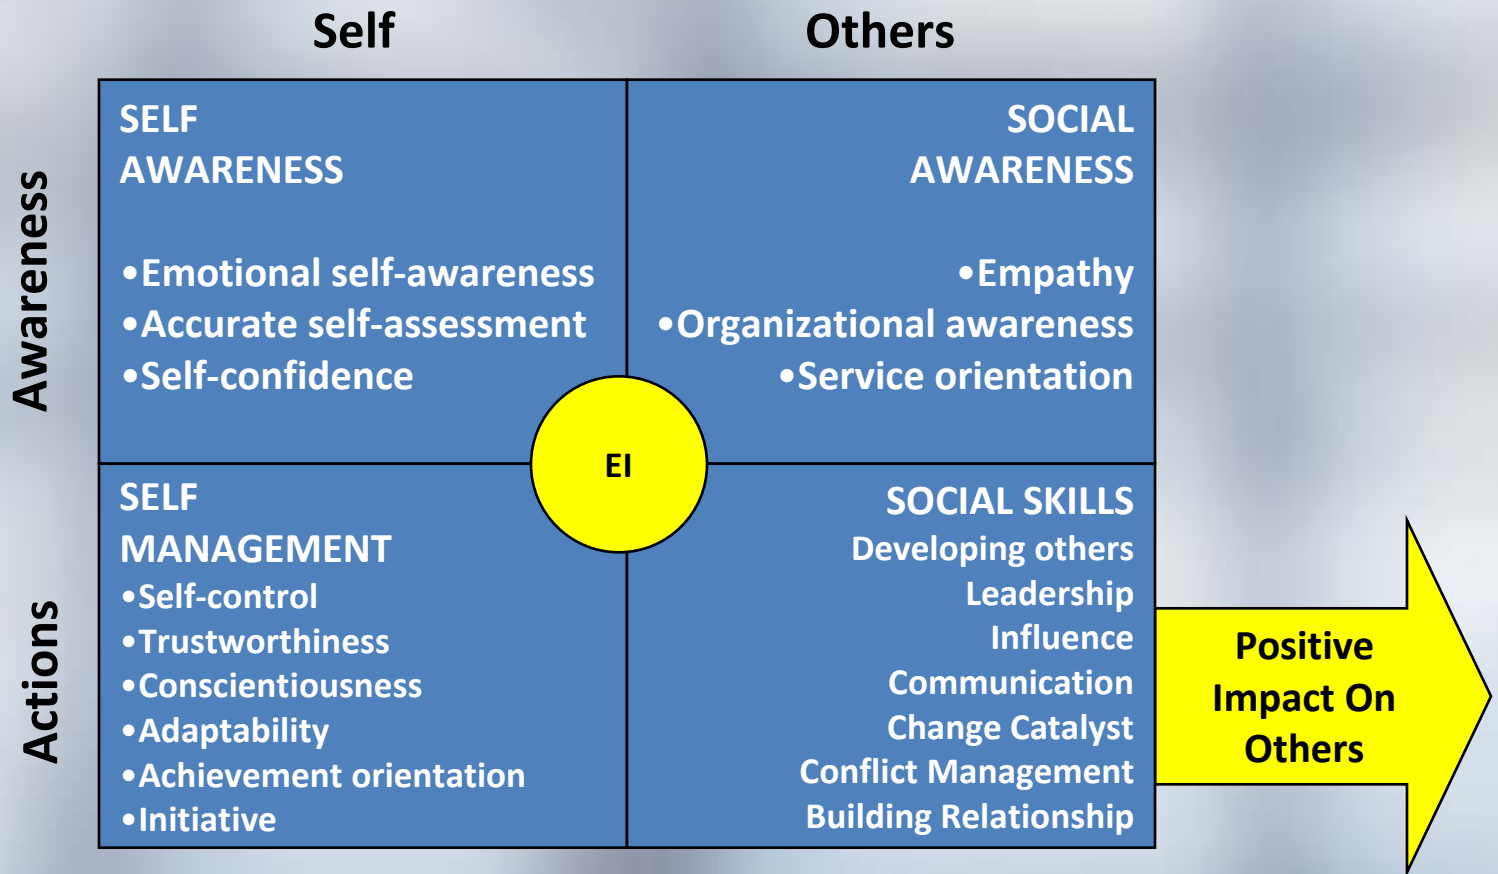 Self
Others
Awareness
SELF
AWARENESS
•Emotional self-awareness
•Accurate self-assessment
•Self-confidence
SOCIAL
AWARENESS
•Empathy
•Organizational awareness
•Service orientation
EI
Actions
SELF
MANAGEMENT
•Self-control
•Trustworthiness
•Conscientiousness
•Adaptability
•Achievement orientation
•Initiative
SOCIAL SKILLS
Developing others
Leadership
Influence
Communication
Change Catalyst
Conflict Management
Building Relationship
Positive
Impact On
Others